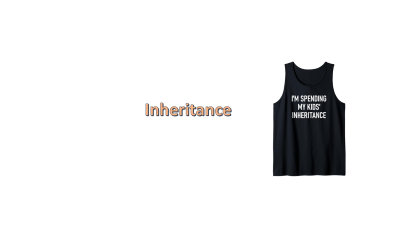 Inheritance
I'M SPENDING
MY KIDS'
INHERITANCE